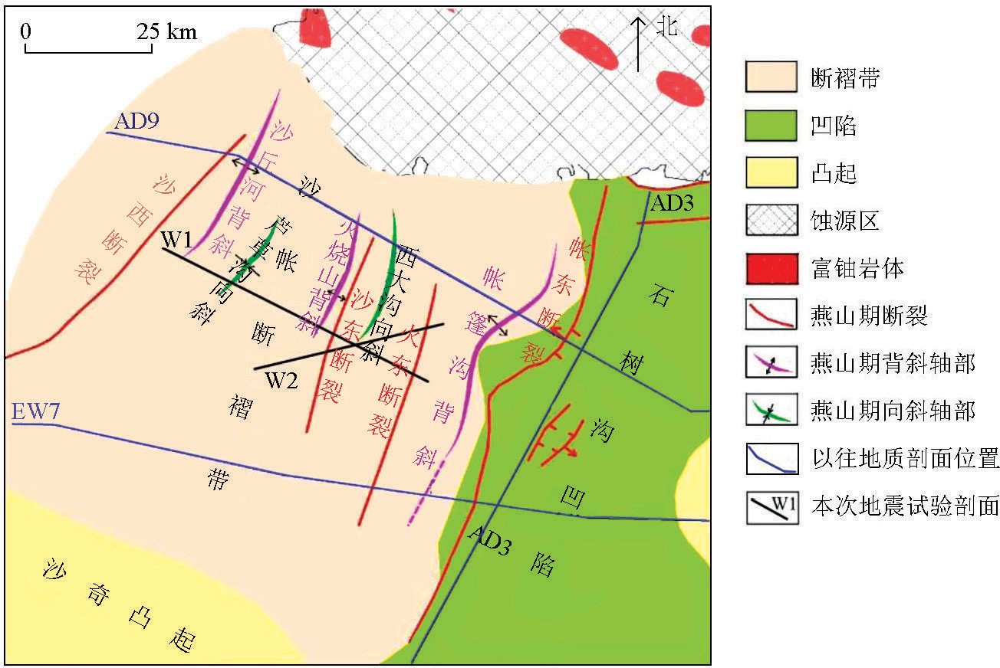 0 25 km
北
AD9
沙丘河背斜
沙西断裂
沙帐断褶带
W1
芦草沟向斜
火烧山背斜
沙东断裂
西大沟向斜
火东断裂
W2
帐篷沟背斜
帐东断裂
AD3
石树沟凹陷
EW7
AD3
沙奇凸起
断褶带
凹陷
凸起
蚀源区
富铀岩体
燕山期断裂
燕山期背斜轴部
燕山期向斜轴部
以往地质剖面位置
W1
本次地震试验剖面